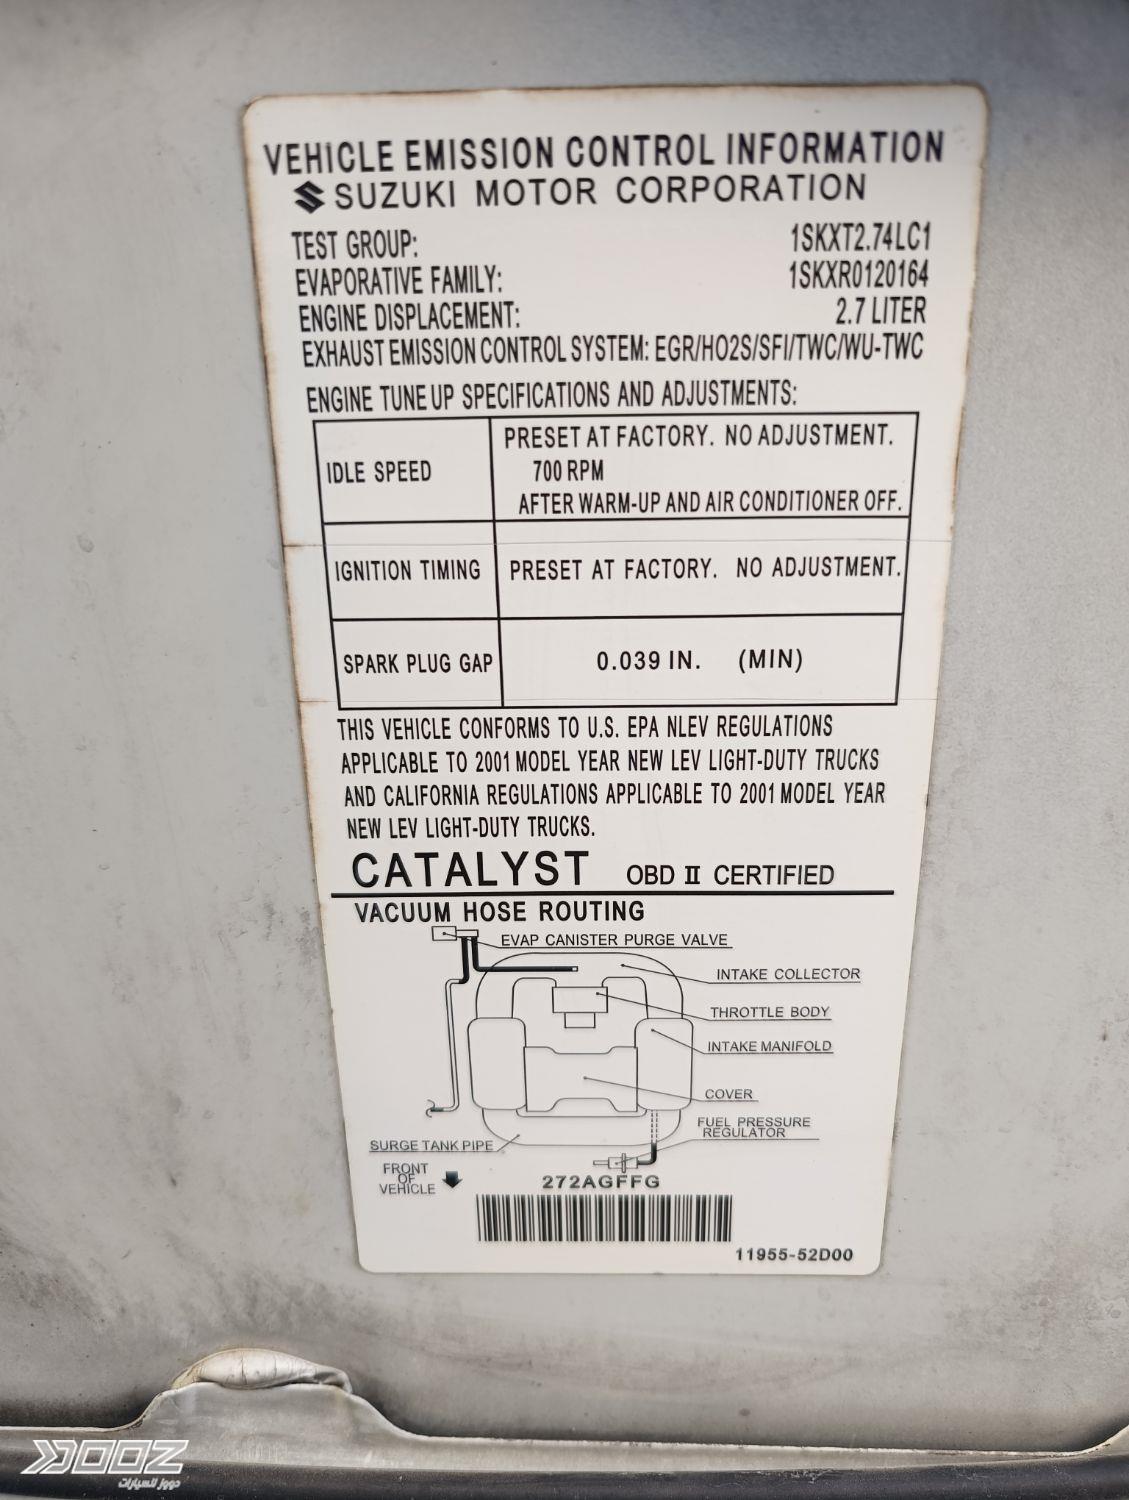 VEHICLE EMISSION CONTROL INFORMATION
SUZUKI MOTOR CORPORATION
TEST GROUP: 1SKXT2.74LC1
EVAPORATIVE FAMILY: 1SKXR0120164
ENGINE DISPLACEMENT: 2.7 LITER
EXHAUST EMISSION CONTROL SYSTEM: EGR/HO2S/SFI/TWC/WU-TWC
ENGINE TUNE UP SPECIFICATIONS AND ADJUSTMENTS:
IDLE SPEED
PRESET AT FACTORY. NO ADJUSTMENT.
700 RPM
AFTER WARM-UP AND AIR CONDITIONER OFF.
IGNITION TIMING PRESET AT FACTORY. NO ADJUSTMENT.
SPARK PLUG GAP 0.039 IN. (MIN)
THIS VEHICLE CONFORMS TO U.S. EPA NLEV REGULATIONS
APPLICABLE TO 2001 MODEL YEAR NEW LEV LIGHT-DUTY TRUCKS
AND CALIFORNIA REGULATIONS APPLICABLE TO 2001 MODEL YEAR
NEW LEV LIGHT-DUTY TRUCKS.
CATALYST OBD II CERTIFIED
VACUUM HOSE ROUTING
EVAP CANISTER PURGE VALVE
INTAKE COLLECTOR
THROTTLE BODY
INTAKE MANIFOLD
COVER
FUEL PRESSURE
REGULATOR
SURGE TANK PIPE
FRONT
OF
VEHICLE
272AGFFG
11955-52D00
DOOZ
دووز للسيارات